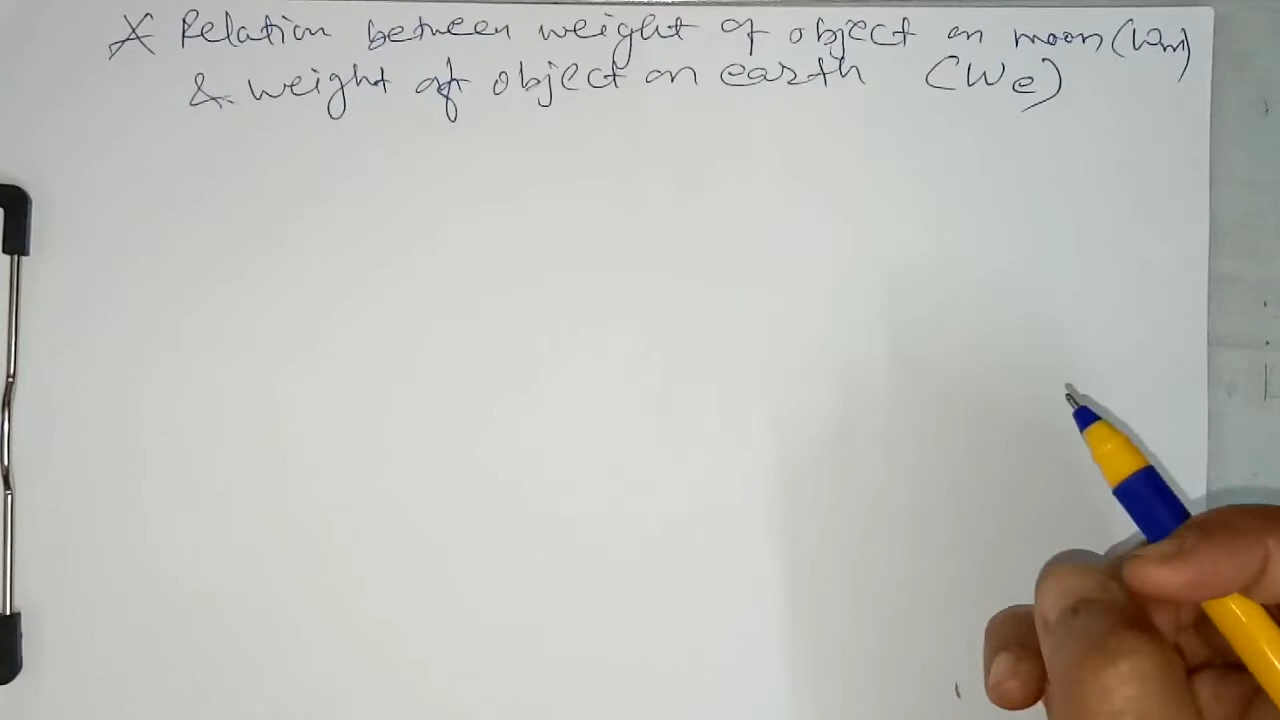 X Relation between weight of object on moon (Wm)
& weight of object on earth (We)